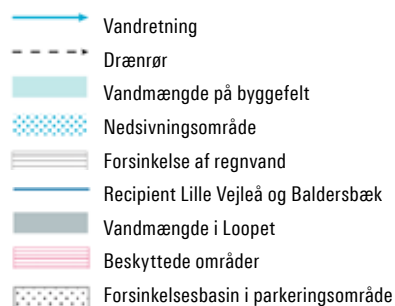 Vandretning
Drænrør
Vandmængde på byggefelt
Nedsivningsområde
Forsinkelse af regnvand
Recipient Lille Vejleå og Baldersbæk
Vandmængde i Loopet
Beskyttede områder
Forsinkelsesbasin i parkeringsområde